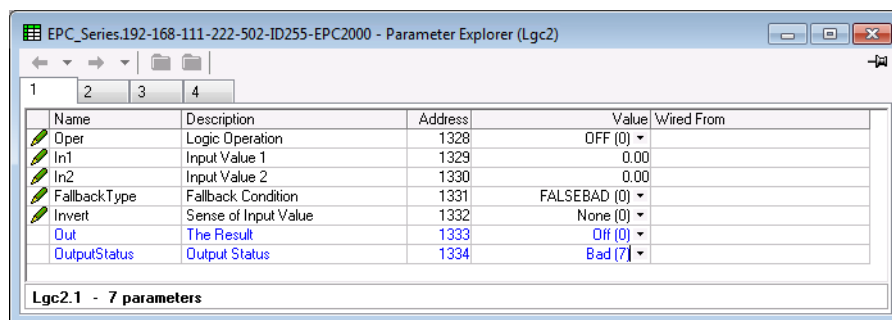 EPC_Series.192-168-111-222-502-ID255-EPC2000 - Parameter Explorer (Lgc2)
1 2 3 4
Name Description Address Value Wired From
Oper Logic Operation 1328 OFF (0)
In1 Input Value 1 1329 0.00
In2 Input Value 2 1330 0.00
FallbackType Fallback Condition 1331 FALSEBAD (0)
Invert Sense of Input Value 1332 None (0)
Out The Result 1333 Off (0)
OutputStatus Output Status 1334 Bad (7)
Lgc2.1 - 7 parameters